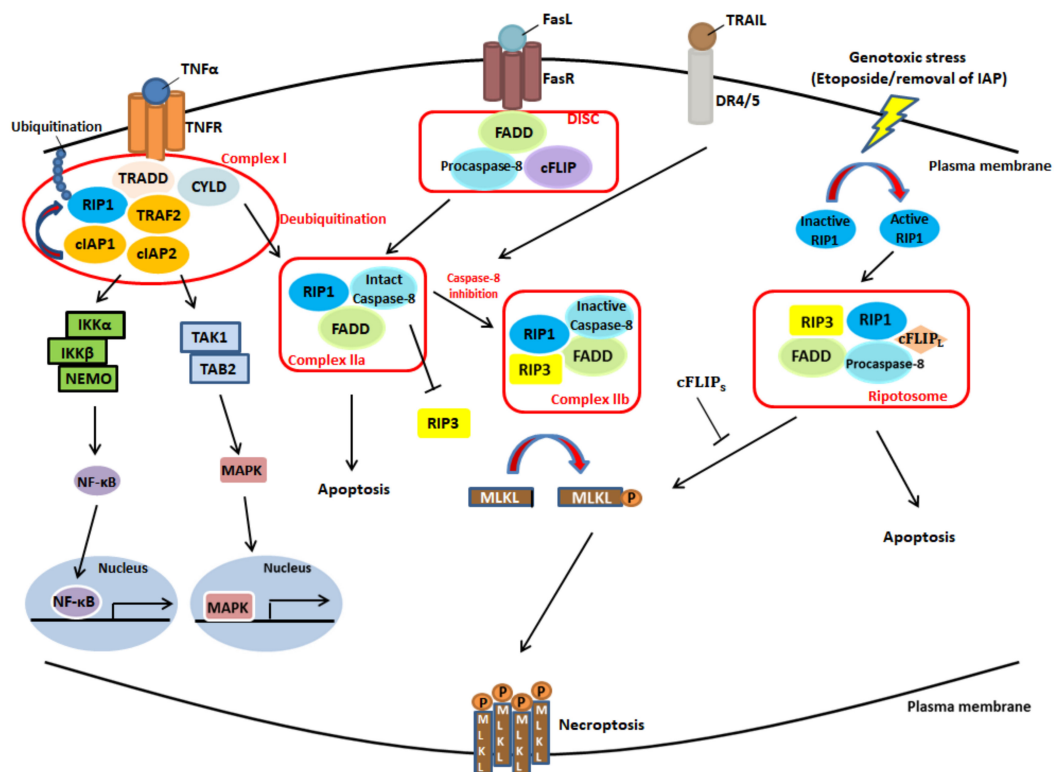 FasL
TRAIL
TNFα
FasR
Genotoxic stress
(Etoposide/removal of IAP)
DR4/5
TNFR
Ubiquitination
DISC
FADD
Complex I
Procaspase-8
cFLIP
Plasma membrane
TRADD
CYLD
RIP1
TRAF2
Deubiquitination
Inactive
RIP1
Active
RIP1
cIAP1
cIAP2
Intact
Caspase-8
RIP1
FADD
Complex IIa
Caspase-8
inhibition
Inactive
Caspase-8
RIP1
FADD
RIP3
Complex IIb
RIP3
RIP1
cFLIPL
FADD
Procaspase-8
Ripotosome
IKKα
IKKβ
NEMO
TAK1
TAB2
cFLIPS
RIP3
NF-κB
MAPK
Apoptosis
MLKL
MLKL
P
Apoptosis
Nucleus
NF-κB
Nucleus
MAPK
P
P
P
P
MLKL
MLKL
MLKL
MLKL
Necroptosis
Plasma membrane